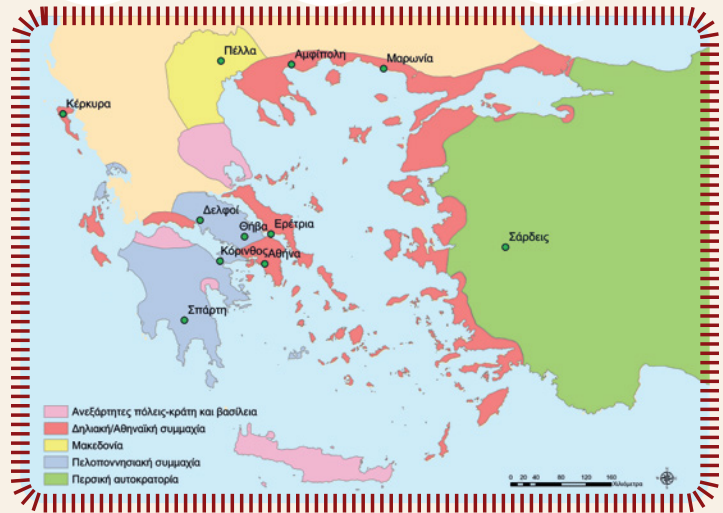 Πέλλα
Αμφίπολη
Μαρωνία
Κέρκυρα
Δελφοί
Θήβα
Ερέτρια
Σάρδεις
Κόρινθος
Αθήνα
Σπάρτη
Ανεξάρτητες πόλεις-κράτη και βασίλεια
Δηλιακή/Αθηναϊκή συμμαχία
Μακεδονία
Πελοποννησιακή συμμαχία
Περσική αυτοκρατορία
0 20 40 80 120 160
Χιλιόμετρα